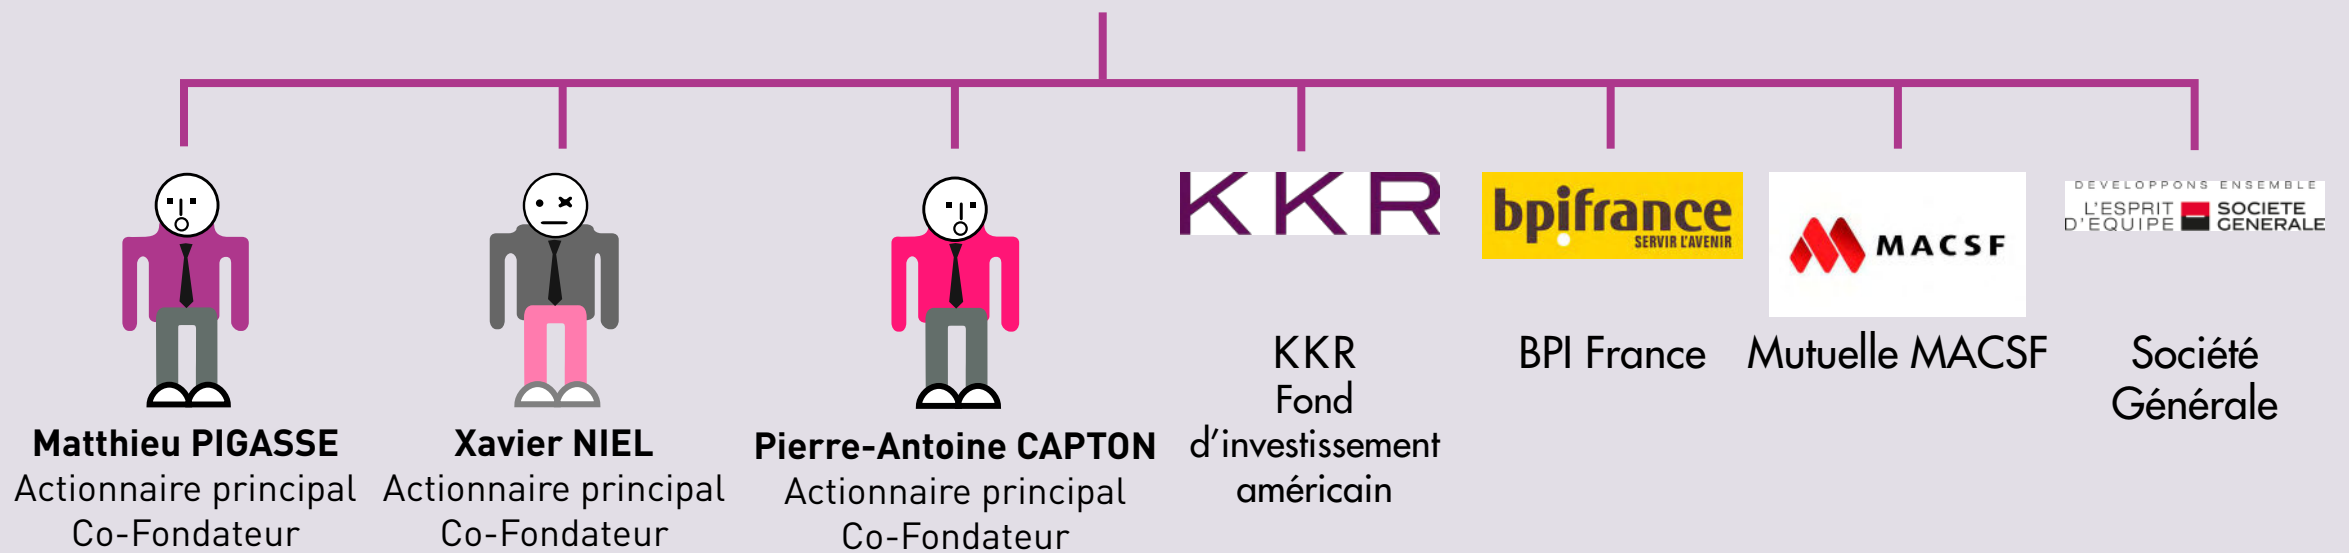 KKR
bpifrance
SERVIR L'AVENIR
MACSF
DEVELOPPONS ENSEMBLE
L'ESPRIT
D'EQUIPE
SOCIETE
GENERALE
Matthieu PIGASSE
Actionnaire principal
Co-Fondateur
Xavier NIEL
Actionnaire principal
Co-Fondateur
Pierre-Antoine CAPTON
Actionnaire principal
Co-Fondateur
KKR
Fond
d'investissement
américain
BPI France
Mutuelle MACSF
Société
Générale